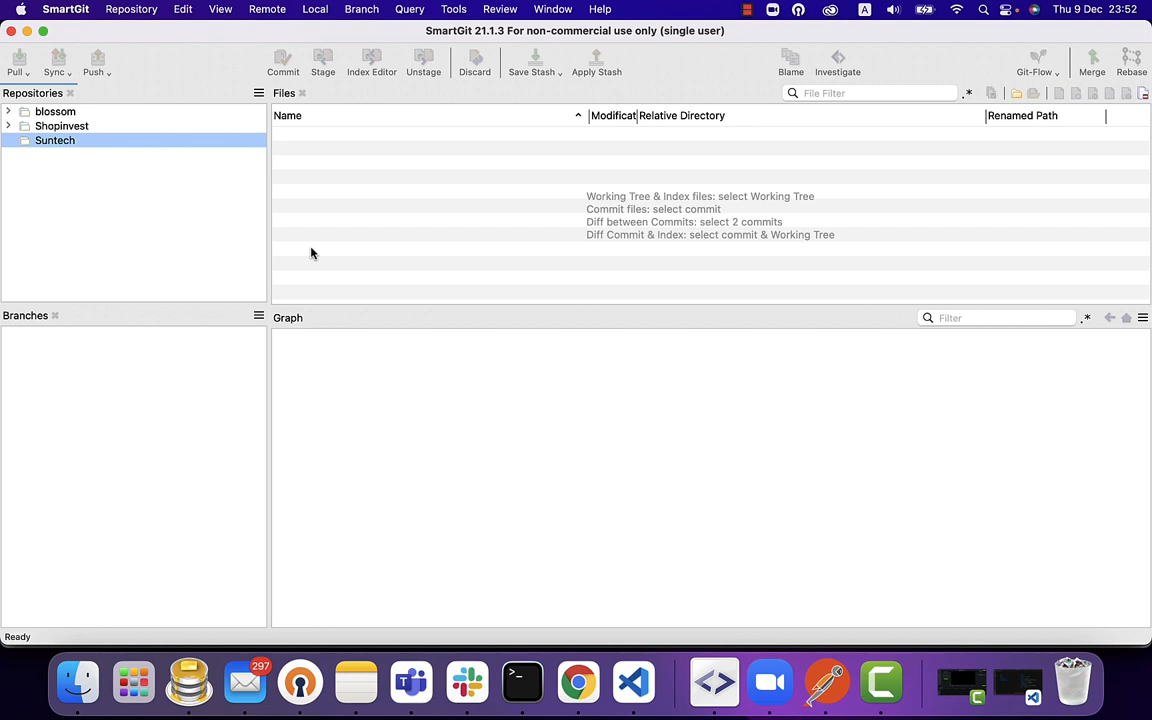 SmartGit Repository Edit View Remote Local Branch Query Tools Review Window Help A Thu 9 Dec 23:52
SmartGit 21.1.3 For non-commercial use only (single user)
Pull Sync Push Commit Stage Index Editor Unstage Discard Save Stash Apply Stash Blame Investigate Git-Flow Merge Rebase
Repositories
Files
File Filter
.*
blossom
Shopinvest
Suntech
Name Modificat Relative Directory Renamed Path
Working Tree & Index files: select Working Tree
Commit files: select commit
Diff between Commits: select 2 commits
Diff Commit & Index: select commit & Working Tree
Branches
Graph
Filter
.*
Ready
297
>_